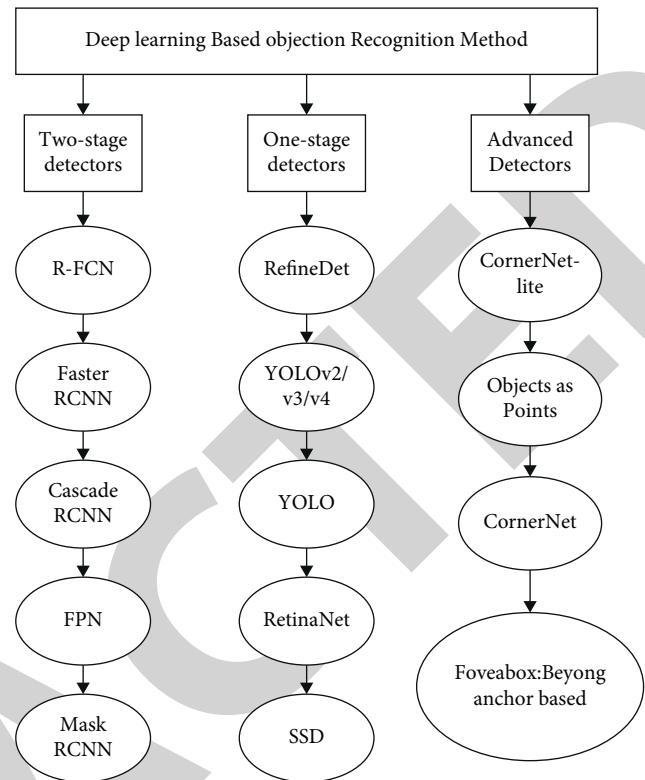 Deep learning Based objection Recognition Method
Two-stage
detectors
One-stage
detectors
Advanced
Detectors
R-FCN
RefineDet
CornerNet-
lite
Faster
RCNN
YOLOv2/
v3/v4
Objects as
Points
Cascade
RCNN
YOLO
CornerNet
FPN
RetinaNet
Foveabox:Beyong
anchor based
Mask
RCNN
SSD